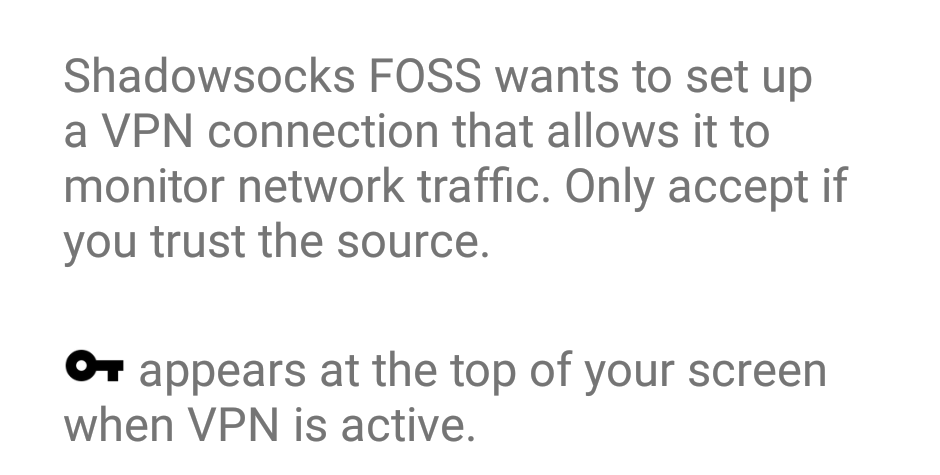 Shadowsocks FOSS wants to set up
a VPN connection that allows it to
monitor network traffic. Only accept if
you trust the source.
appears at the top of your screen
when VPN is active.